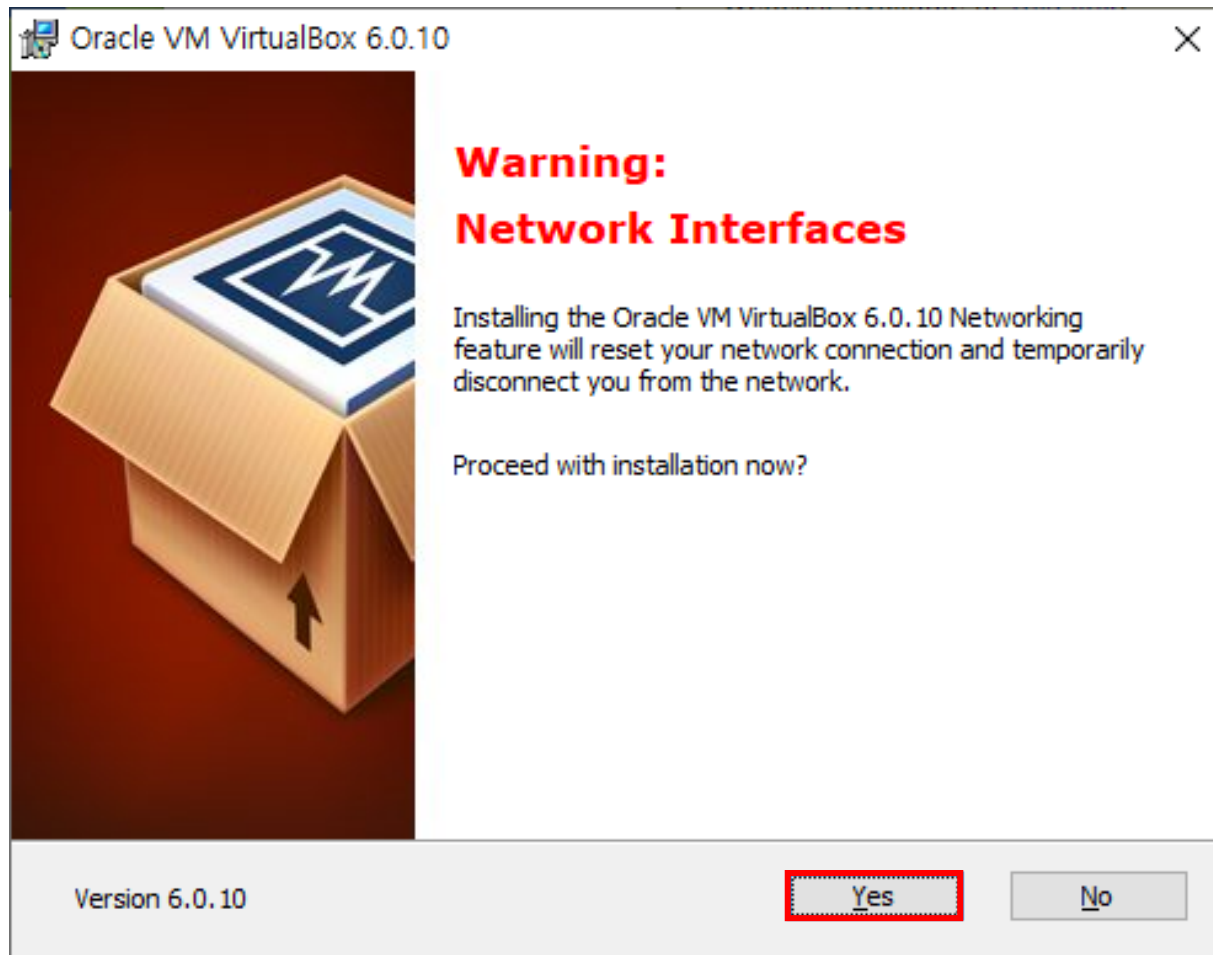 Oracle VM VirtualBox 6.0.10
Warning:
Network Interfaces
Installing the Oracle VM VirtualBox 6.0.10 Networking
feature will reset your network connection and temporarily
disconnect you from the network.
Proceed with installation now?
Version 6.0.10
Yes
No